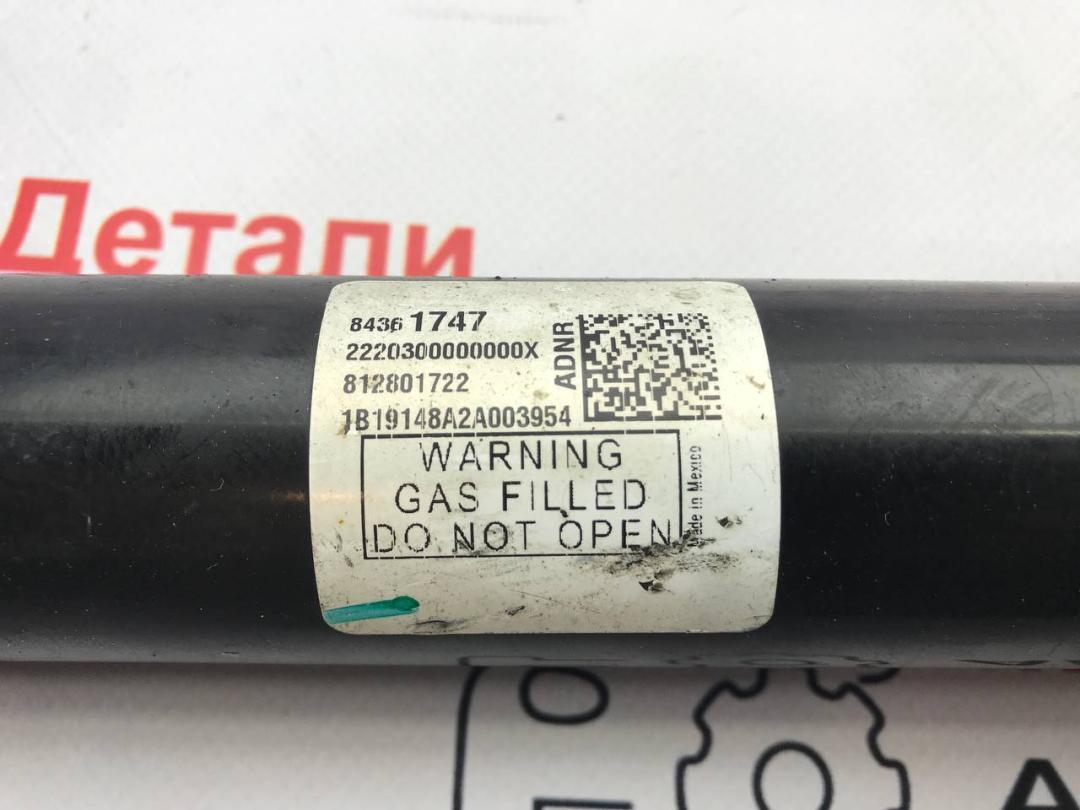 Детали
8436 1747
2220300000000X
812801722
1B19148A2A003954
ADNR
WARNING
GAS FILLED
DO NOT OPEN
Made in Mexico